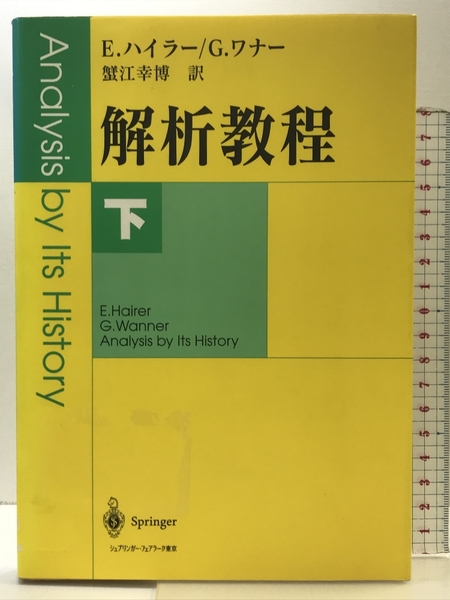 E.ハイラー/G.ワナー
蟹江幸博 訳
解析教程
下
Analysis by Its History
E.Hairer
G.Wanner
Analysis by Its History
Springer
シュプリンガー・フェアラーク東京